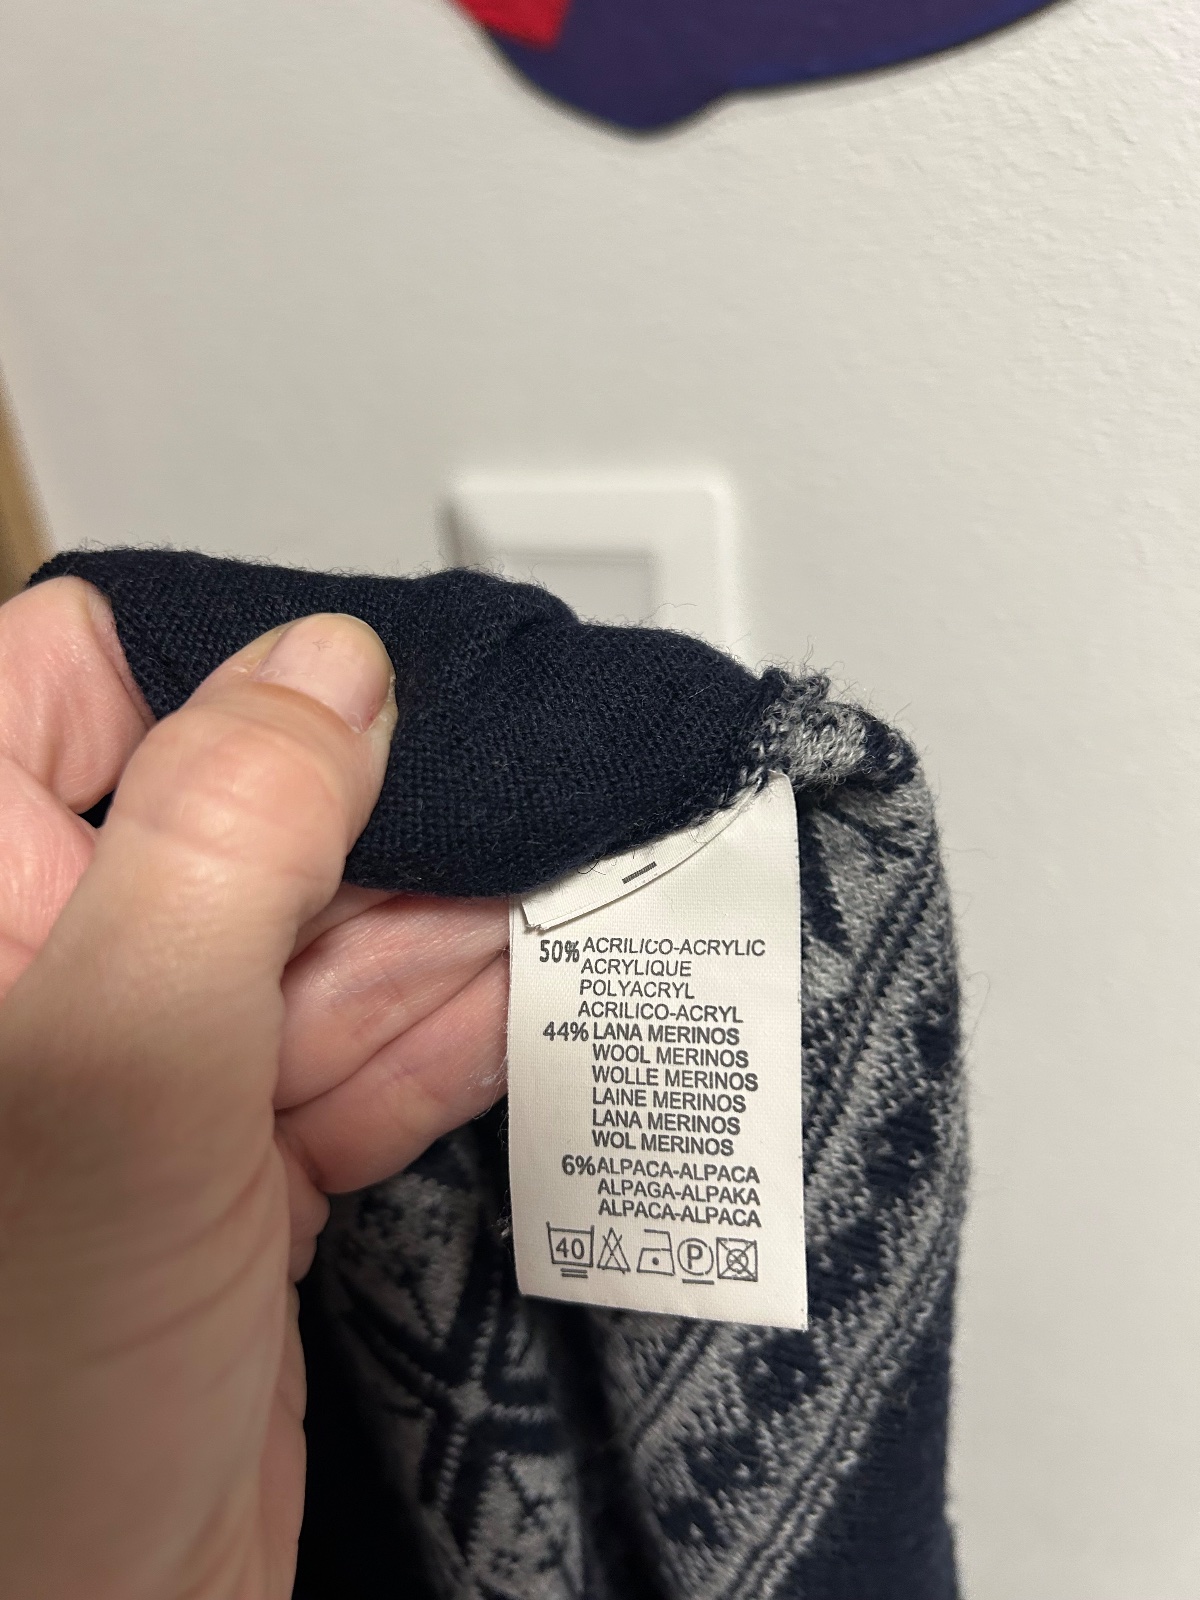 50% ACRILICO-ACRYLIC
ACRYLIQUE
POLYACRYL
ACRILICO-ACRYL
44% LANA MERINOS
WOOL MERINOS
WOLLE MERINOS
LAINE MERINOS
LANA MERINOS
WOL MERINOS
6% ALPACA-ALPACA
ALPAGA-ALPAKA
ALPACA-ALPACA
40 P